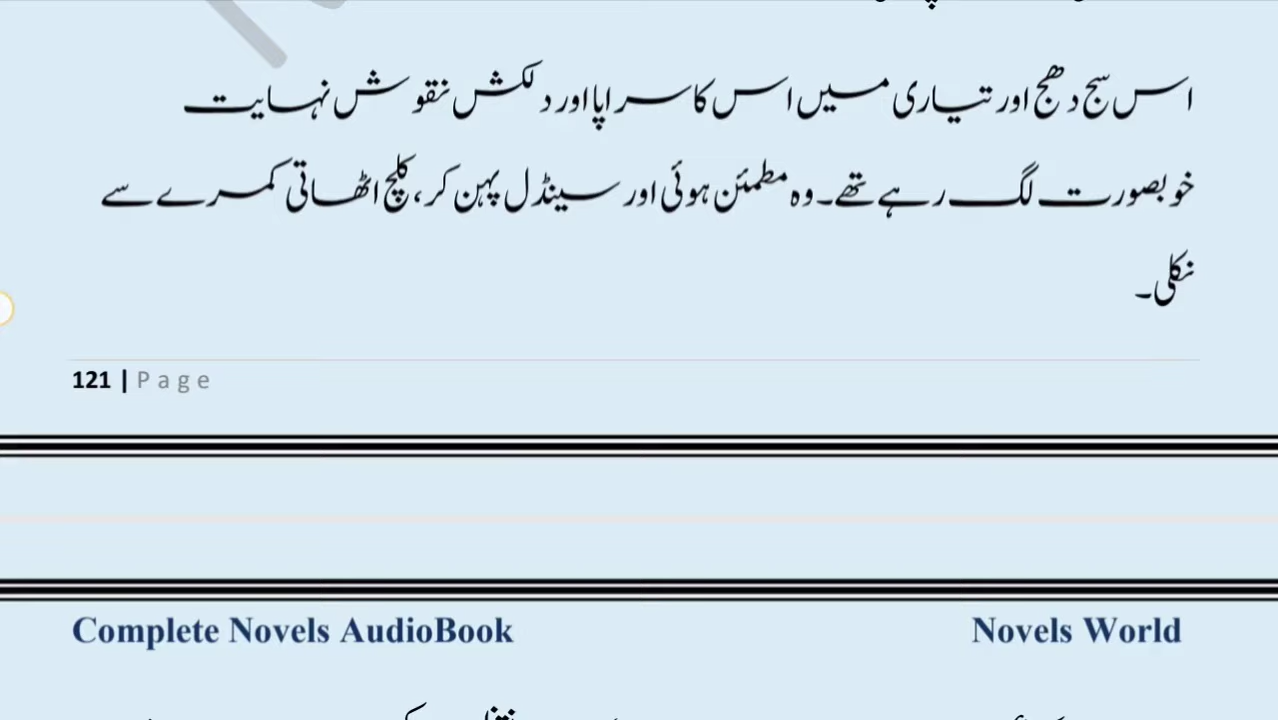 اس سج دھج اور تیاری میں اس کا سراپا اور دلکش نقوش نہایت
خوبصورت لگ رہے تھے۔ وہ مطمئن ہوئی اور سینڈل پہن کر، کلچ اٹھاتی کمرے سے
نکلی۔
121 | Page
Complete Novels AudioBook
Novels World